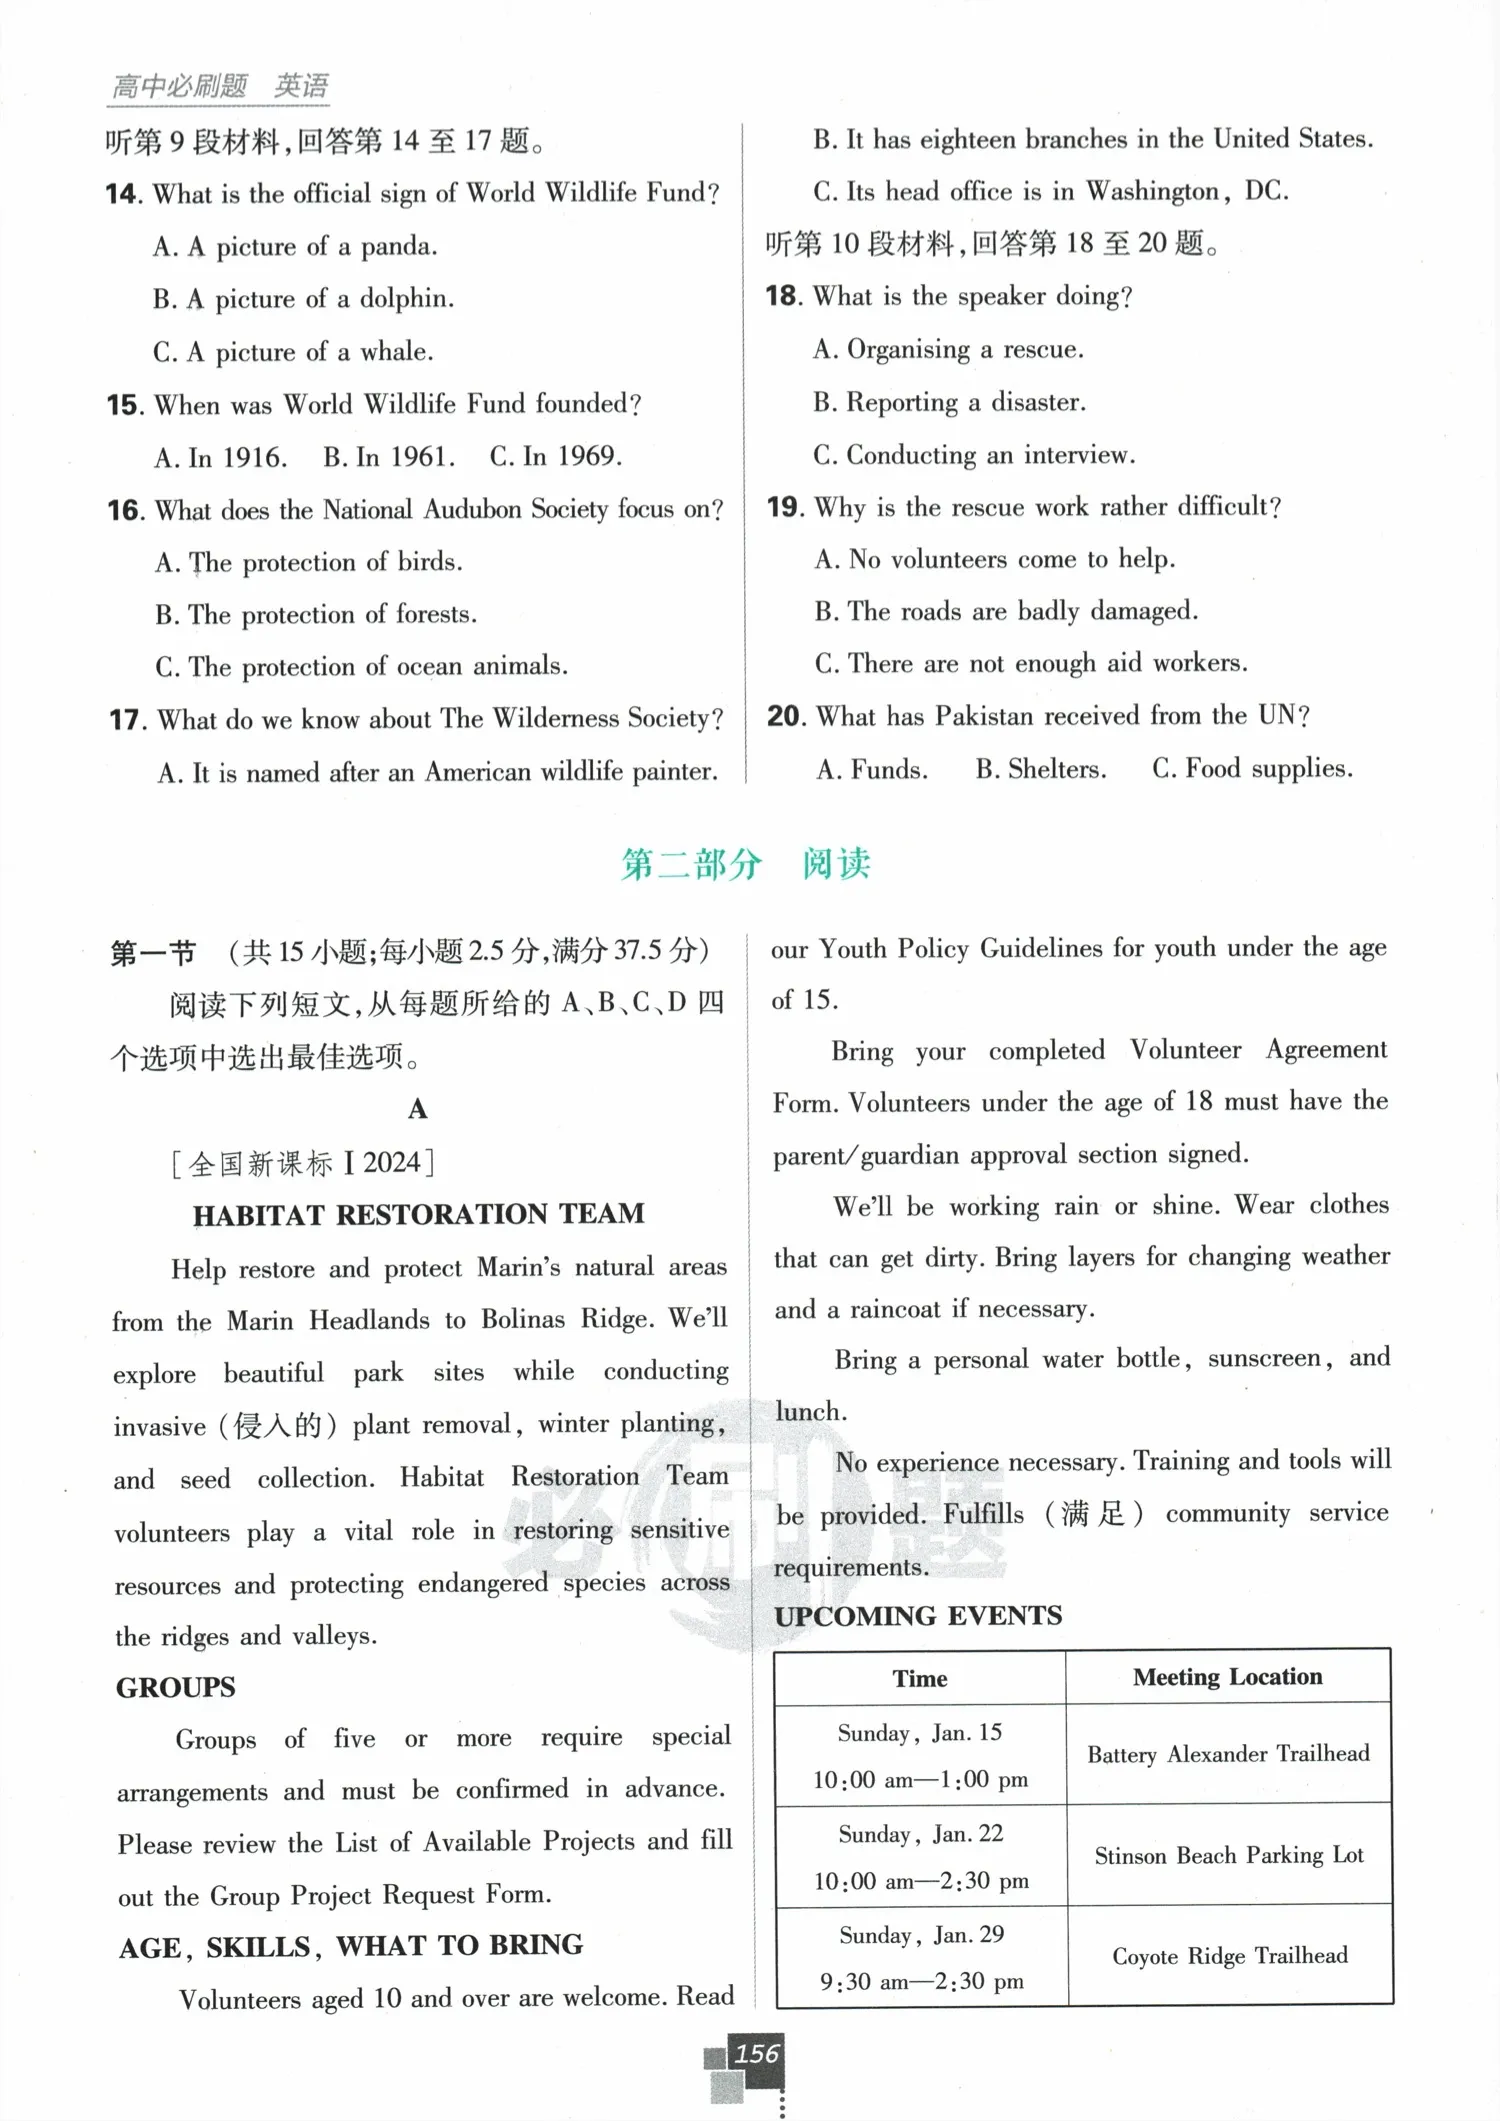 高中必刷题 英语
听第 9 段材料,回答第 14 至 17 题。
14. What is the official sign of World Wildlife Fund?
A. A picture of a panda.
B. A picture of a dolphin.
C. A picture of a whale.
15. When was World Wildlife Fund founded?
A. In 1916. B. In 1961. C. In 1969.
16. What does the National Audubon Society focus on?
A. The protection of birds.
B. The protection of forests.
C. The protection of ocean animals.
17. What do we know about The Wilderness Society?
A. It is named after an American wildlife painter.
B. It has eighteen branches in the United States.
C. Its head office is in Washington, DC.
听第 10 段材料,回答第 18 至 20 题。
18. What is the speaker doing?
A. Organising a rescue.
B. Reporting a disaster.
C. Conducting an interview.
19. Why is the rescue work rather difficult?
A. No volunteers come to help.
B. The roads are badly damaged.
C. There are not enough aid workers.
20. What has Pakistan received from the UN?
A. Funds. B. Shelters. C. Food supplies.
第二部分 阅读
第一节 (共 15 小题;每小题 2.5 分,满分 37.5 分)
阅读下列短文,从每题所给的 A、B、C、D 四
个选项中选出最佳选项。
A
[全国新课标 I 2024]
HABITAT RESTORATION TEAM
Help restore and protect Marin's natural areas
from the Marin Headlands to Bolinas Ridge. We'll
explore beautiful park sites while conducting
invasive (侵入的) plant removal, winter planting,
and seed collection. Habitat Restoration Team
volunteers play a vital role in restoring sensitive
resources and protecting endangered species across
the ridges and valleys.
GROUPS
Groups of five or more require special
arrangements and must be confirmed in advance.
Please review the List of Available Projects and fill
out the Group Project Request Form.
AGE, SKILLS, WHAT TO BRING
Volunteers aged 10 and over are welcome. Read
our Youth Policy Guidelines for youth under the age
of 15.
Bring your completed Volunteer Agreement
Form. Volunteers under the age of 18 must have the
parent/guardian approval section signed.
We'll be working rain or shine. Wear clothes
that can get dirty. Bring layers for changing weather
and a raincoat if necessary.
Bring a personal water bottle, sunscreen, and
lunch.
No experience necessary. Training and tools will
be provided. Fulfills (满足) community service
requirements.
UPCOMING EVENTS
Time Meeting Location
Sunday, Jan. 15
10:00 am—1:00 pm
Battery Alexander Trailhead
Sunday, Jan. 22
10:00 am—2:30 pm
Stinson Beach Parking Lot
Sunday, Jan. 29
9:30 am—2:30 pm
Coyote Ridge Trailhead
必刷题
156